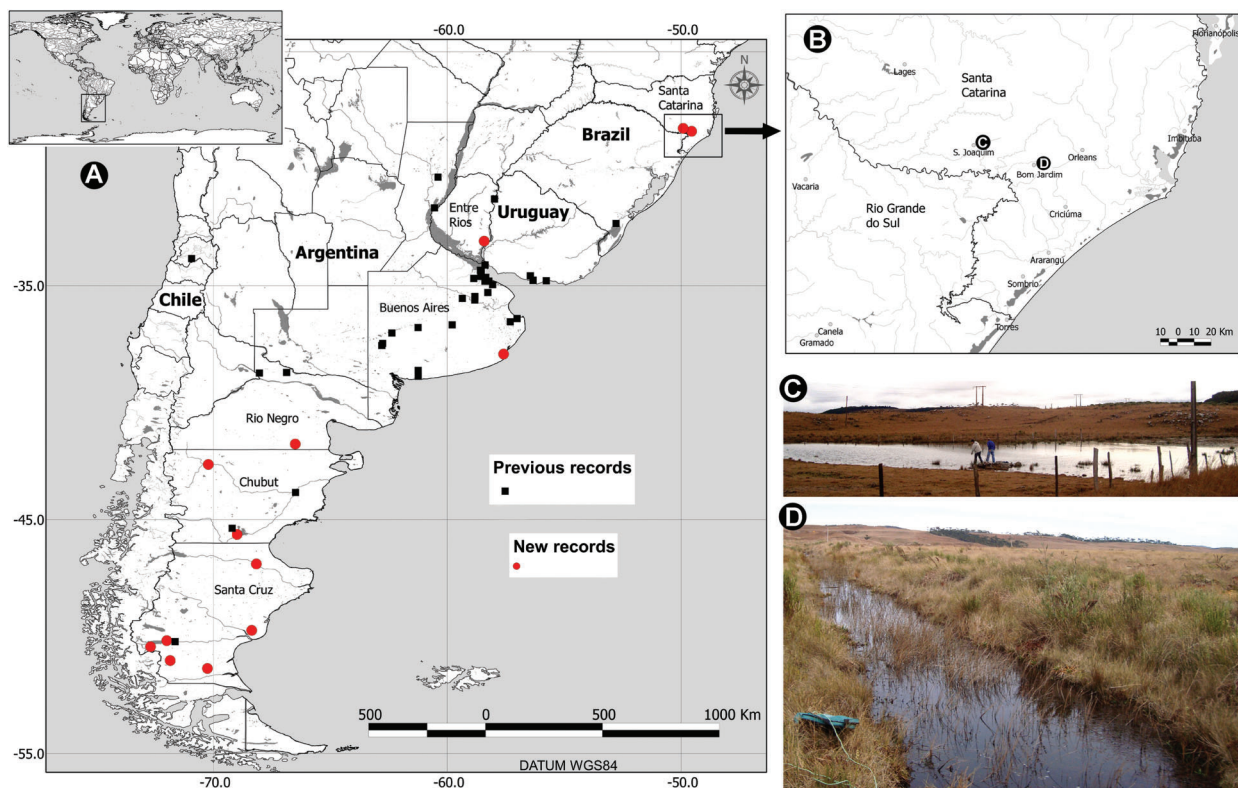 -60.0
-50.0
N
A
Santa
Catarina
Brazil
Entre
Rios
Uruguay
Argentina
-35.0
Chile
Buenos Aires
Rio Negro
Chubut
Previous records
-45.0
New records
Santa Cruz
500 0 500 1000 Km
-55.0
DATUM WGS84
-70.0
-60.0
-50.0
B
Florianópolis
Lages
Santa
Catarina
C
S. Joaquim
Imbituba
Orleans
D
Bom Jardim
Vacaria
Rio Grande
do Sul
Criciúma
Ararangú
Sombrio
Torres
Canela
Gramado
10 0 10 20 Km
C
D